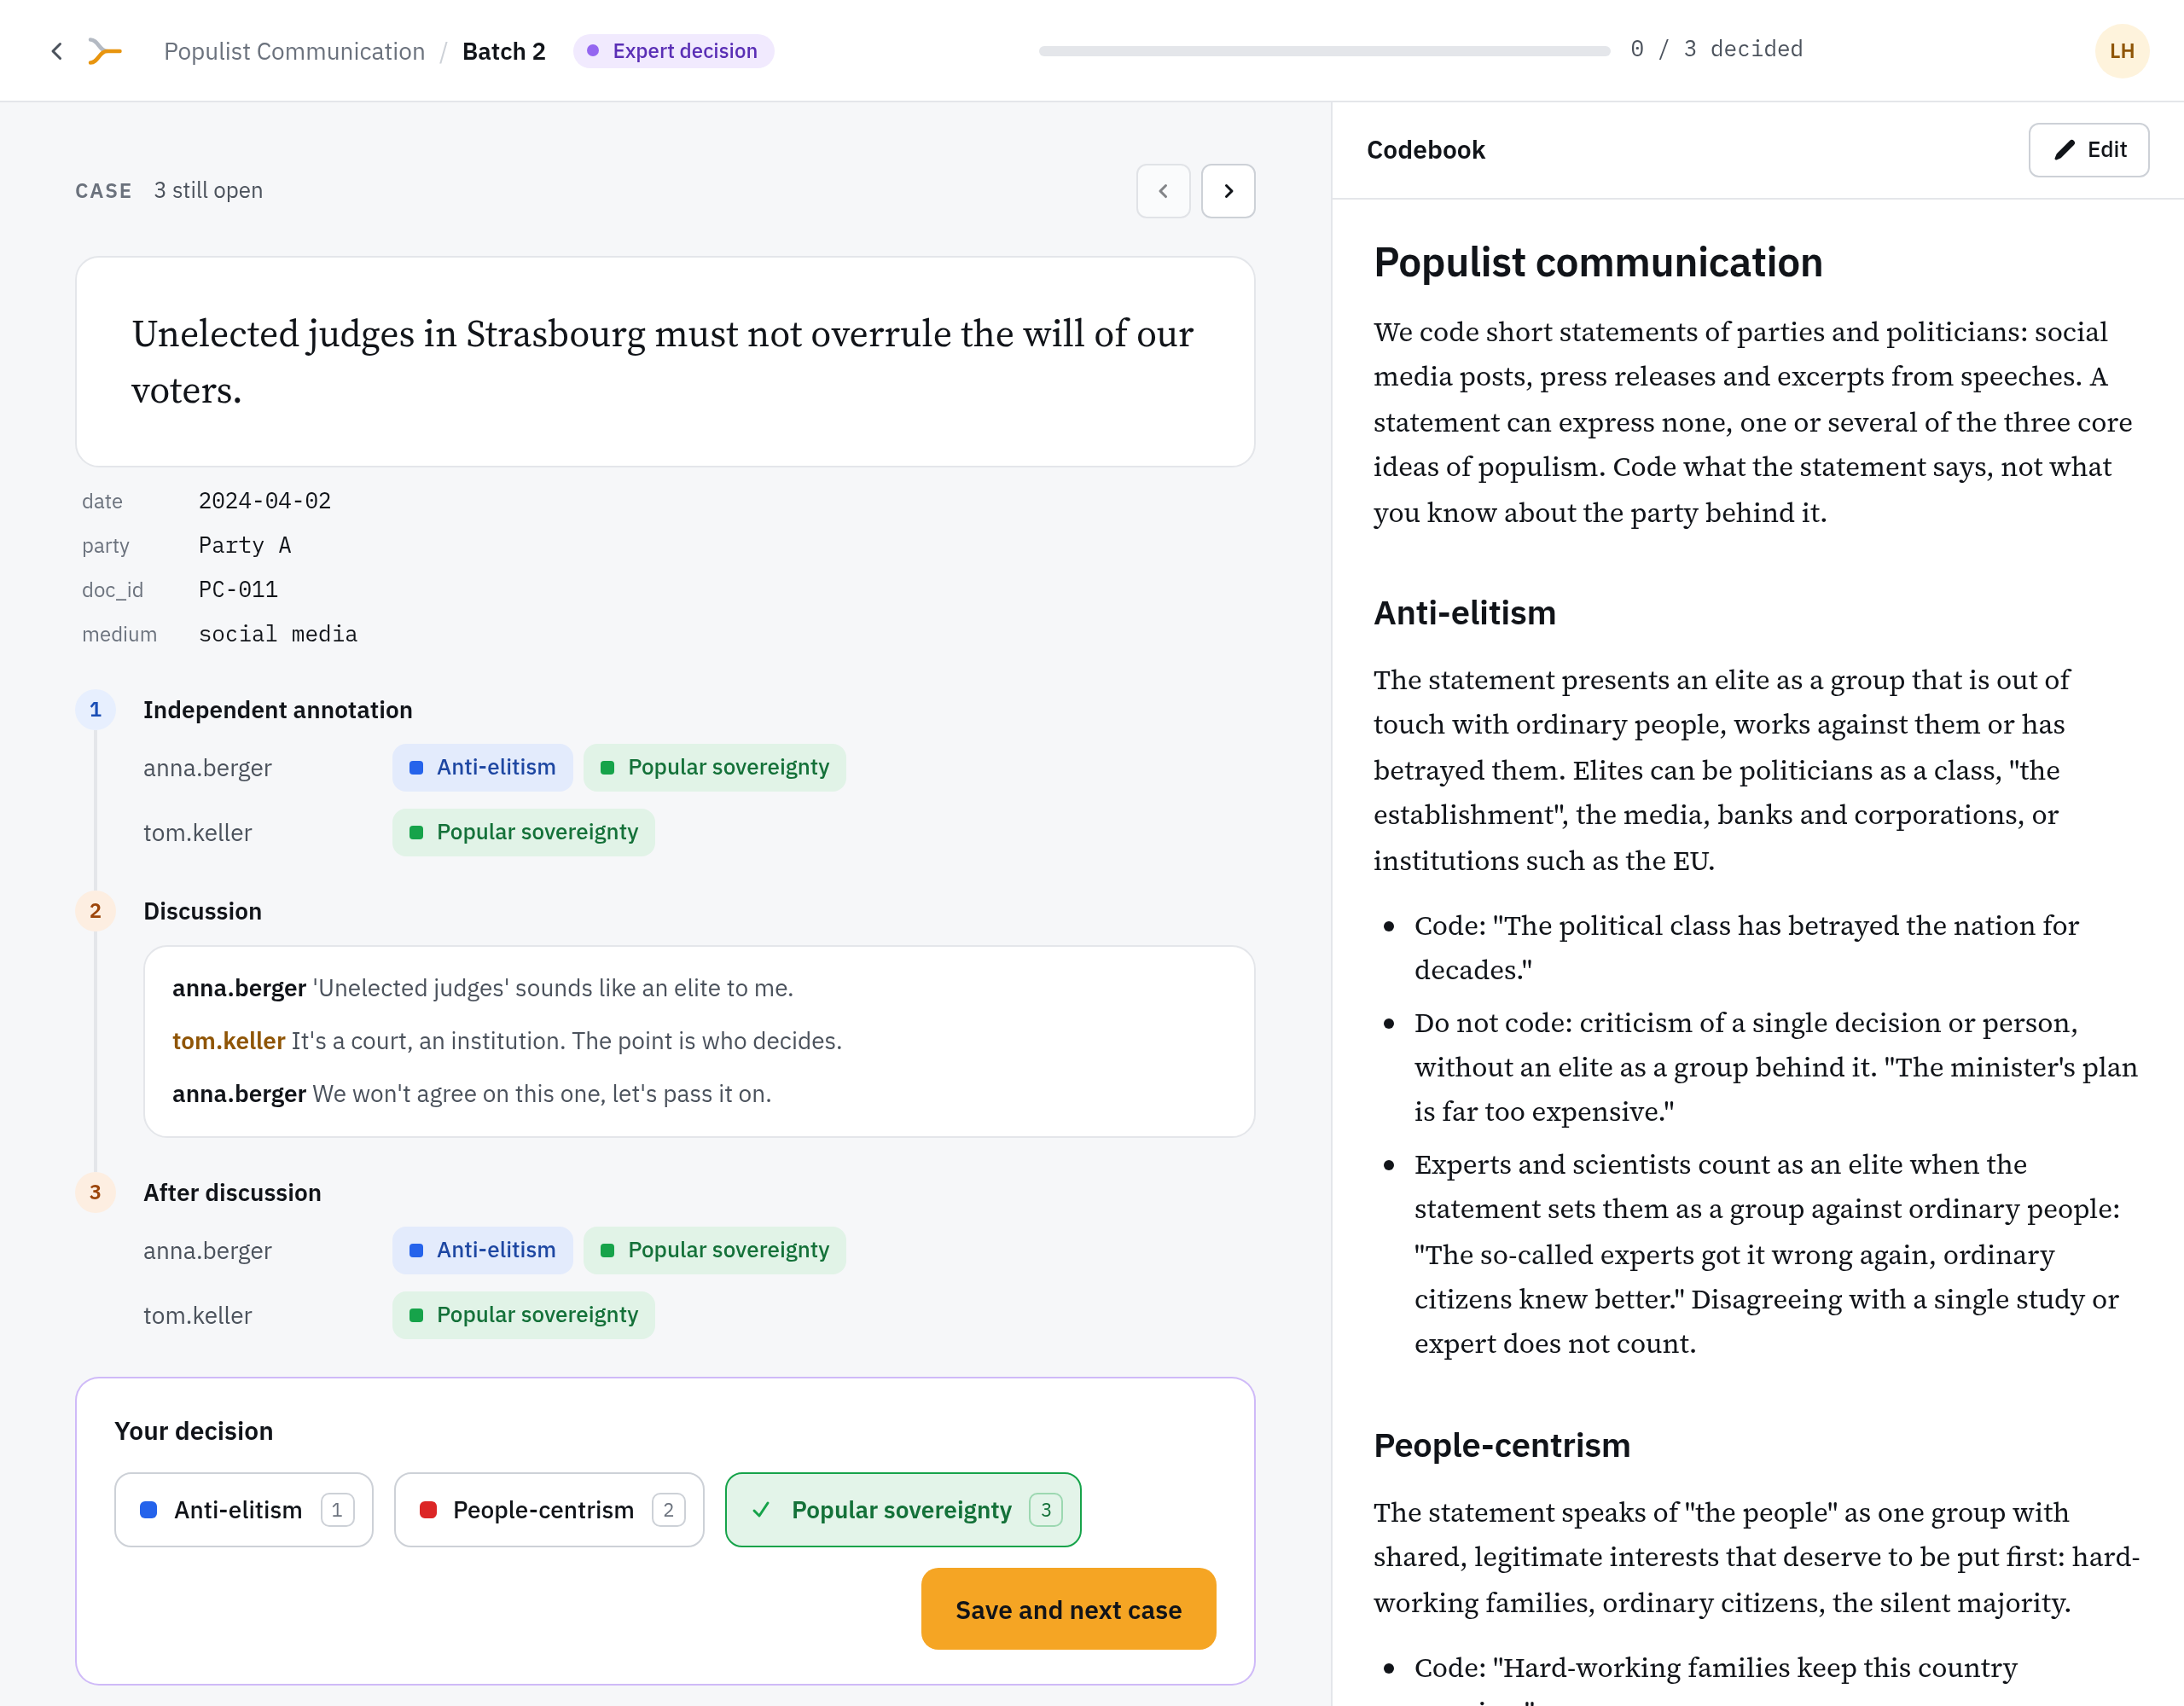 Populist Communication / Batch 2 Expert decision 0 / 3 decided LH
CASE 3 still open
Unelected judges in Strasbourg must not overrule the will of our
voters.
date 2024-04-02
party Party A
doc_id PC-011
medium social media
1 Independent annotation
anna.berger Anti-elitism Popular sovereignty
tom.keller Popular sovereignty
2 Discussion
anna.berger 'Unelected judges' sounds like an elite to me.
tom.keller It's a court, an institution. The point is who decides.
anna.berger We won't agree on this one, let's pass it on.
3 After discussion
anna.berger Anti-elitism Popular sovereignty
tom.keller Popular sovereignty
Your decision
Anti-elitism 1 People-centrism 2 Popular sovereignty 3
Save and next case
Codebook Edit
Populist communication
We code short statements of parties and politicians: social
media posts, press releases and excerpts from speeches. A
statement can express none, one or several of the three core
ideas of populism. Code what the statement says, not what
you know about the party behind it.
Anti-elitism
The statement presents an elite as a group that is out of
touch with ordinary people, works against them or has
betrayed them. Elites can be politicians as a class, "the
establishment", the media, banks and corporations, or
institutions such as the EU.
• Code: "The political class has betrayed the nation for
decades."
• Do not code: criticism of a single decision or person,
without an elite as a group behind it. "The minister's plan
is far too expensive."
• Experts and scientists count as an elite when the
statement sets them as a group against ordinary people:
"The so-called experts got it wrong again, ordinary
citizens knew better." Disagreeing with a single study or
expert does not count.
People-centrism
The statement speaks of "the people" as one group with
shared, legitimate interests that deserve to be put first: hard-
working families, ordinary citizens, the silent majority.
• Code: "Hard-working families keep this country